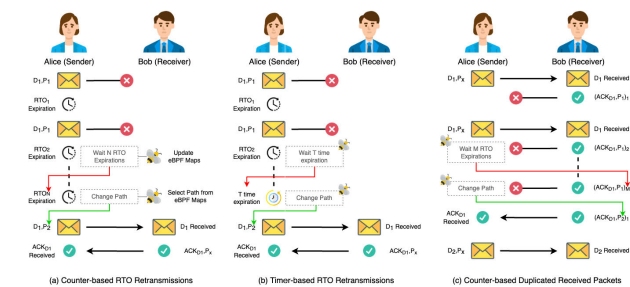 Alice (Sender)
Bob (Receiver)
D1,P1
RTO1
Expiration
D1,P1
RTO2
Expiration
Wait N RTO
Expirations
Update
eBPF Maps
RTON
Expiration
Change Path
Select Path from
eBPF Maps
D1,P2
D1 Received
ACKD1
Received
ACKD1,Px
(a) Counter-based RTO Retransmissions
Alice (Sender)
Bob (Receiver)
D1,P1
RTO1
Expiration
D1,P1
RTO2
Expiration
Wait T time
expiration
T time
expiration
Change Path
D1,P2
D1 Received
ACKD1
Received
ACKD1,Px
(b) Timer-based RTO Retransmissions
Alice (Sender)
Bob (Receiver)
D1,Px
D1 Received
(ACKD1,P1)1
D1,Px
D1 Received
Wait M RTO
Expirations
(ACKD1,P1)2
Change Path
(ACKD1,P1)M
ACKD1
Received
(ACKD1,P2)1
D2,Px
D2 Received
(c) Counter-based Duplicated Received Packets